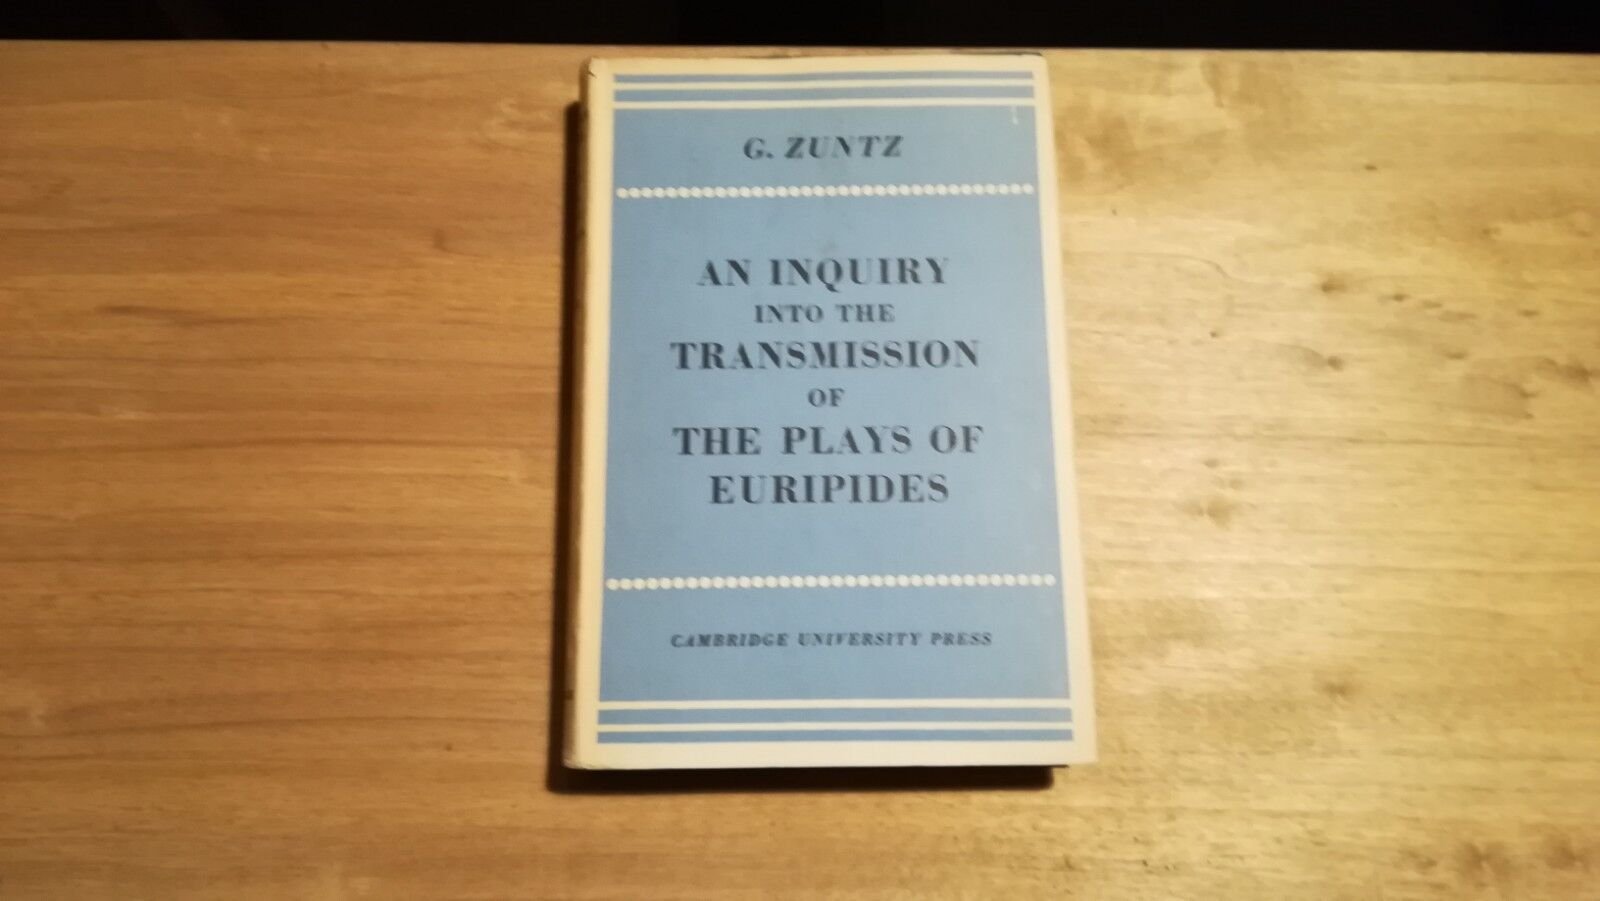 G. ZUNTZ
AN INQUIRY
INTO THE
TRANSMISSION
OF
THE PLAYS OF
EURIPIDES
CAMBRIDGE UNIVERSITY PRESS